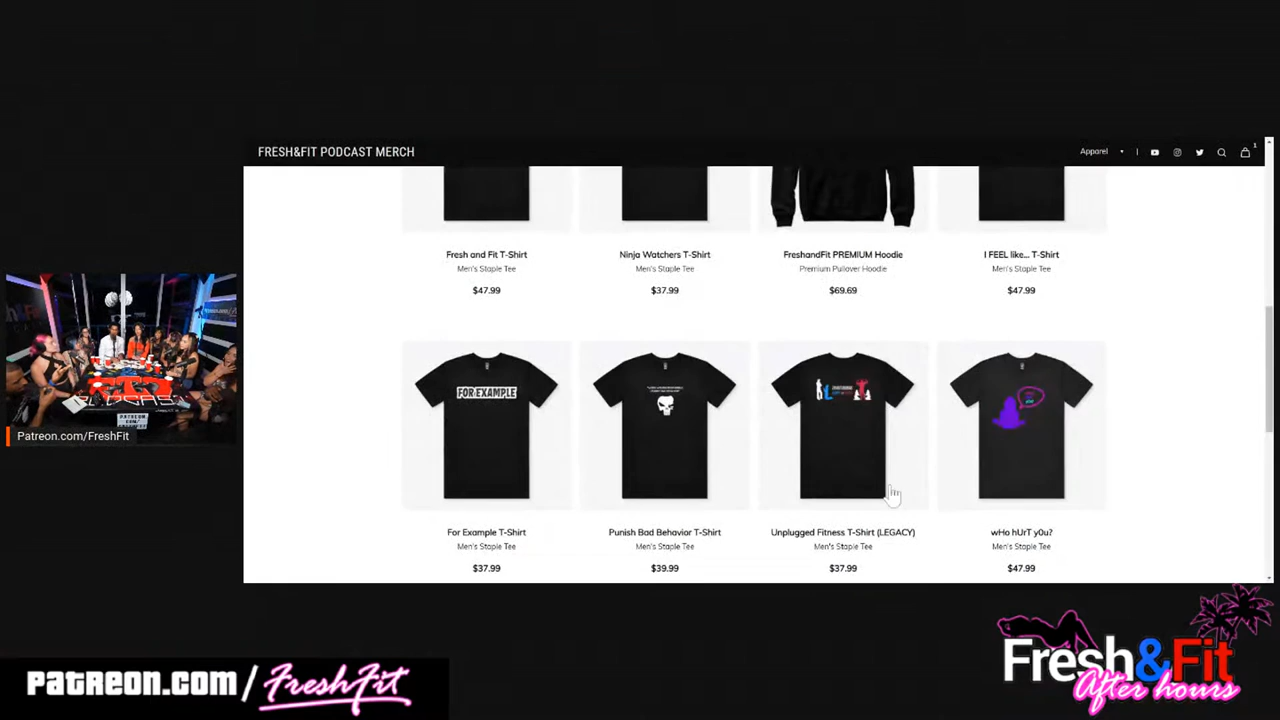 FRESH&FIT PODCAST MERCH
Apparel
1
Fresh and Fit T-Shirt
Men's Staple Tee
$47.99
Ninja Watchers T-Shirt
Men's Staple Tee
$37.99
FreshandFit PREMIUM Hoodie
Premium Pullover Hoodie
$69.69
I FEEL like... T-Shirt
Men's Staple Tee
$47.99
FOR EXAMPLE
For Example T-Shirt
Men's Staple Tee
$37.99
Punish Bad Behavior T-Shirt
Men's Staple Tee
$39.99
Unplugged Fitness T-Shirt (LEGACY)
Men's Staple Tee
$37.99
wHo hUrT y0u?
Men's Staple Tee
$47.99
Patreon.com/FreshFit
Patreon.com/FreshFit
Fresh&Fit
After hours